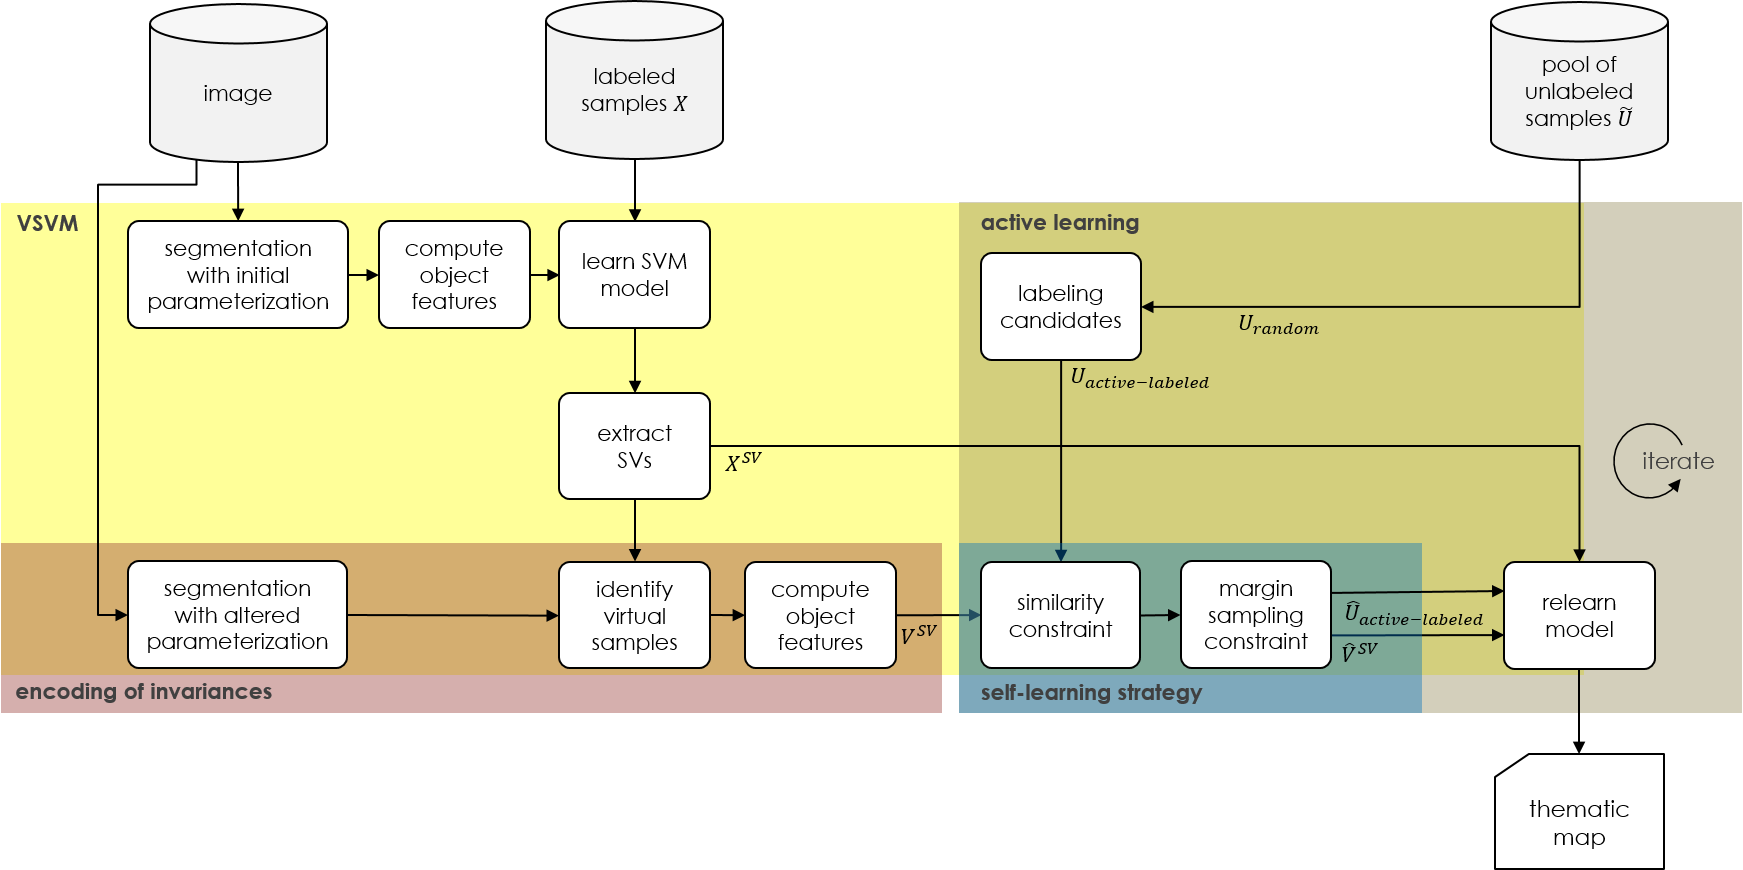 image
labeled
samples X
pool of
unlabeled
samples Ũ
VSVM
active learning
segmentation
with initial
parameterization
compute
object
features
learn SVM
model
labeling
candidates
U_random
U_active−labeled
extract
SVs
X^SV
iterate
segmentation
with altered
parameterization
identify
virtual
samples
compute
object
features
V^SV
similarity
constraint
margin
sampling
constraint
Û_active−labeled
V̂^SV
relearn
model
encoding of invariances
self-learning strategy
thematic
map